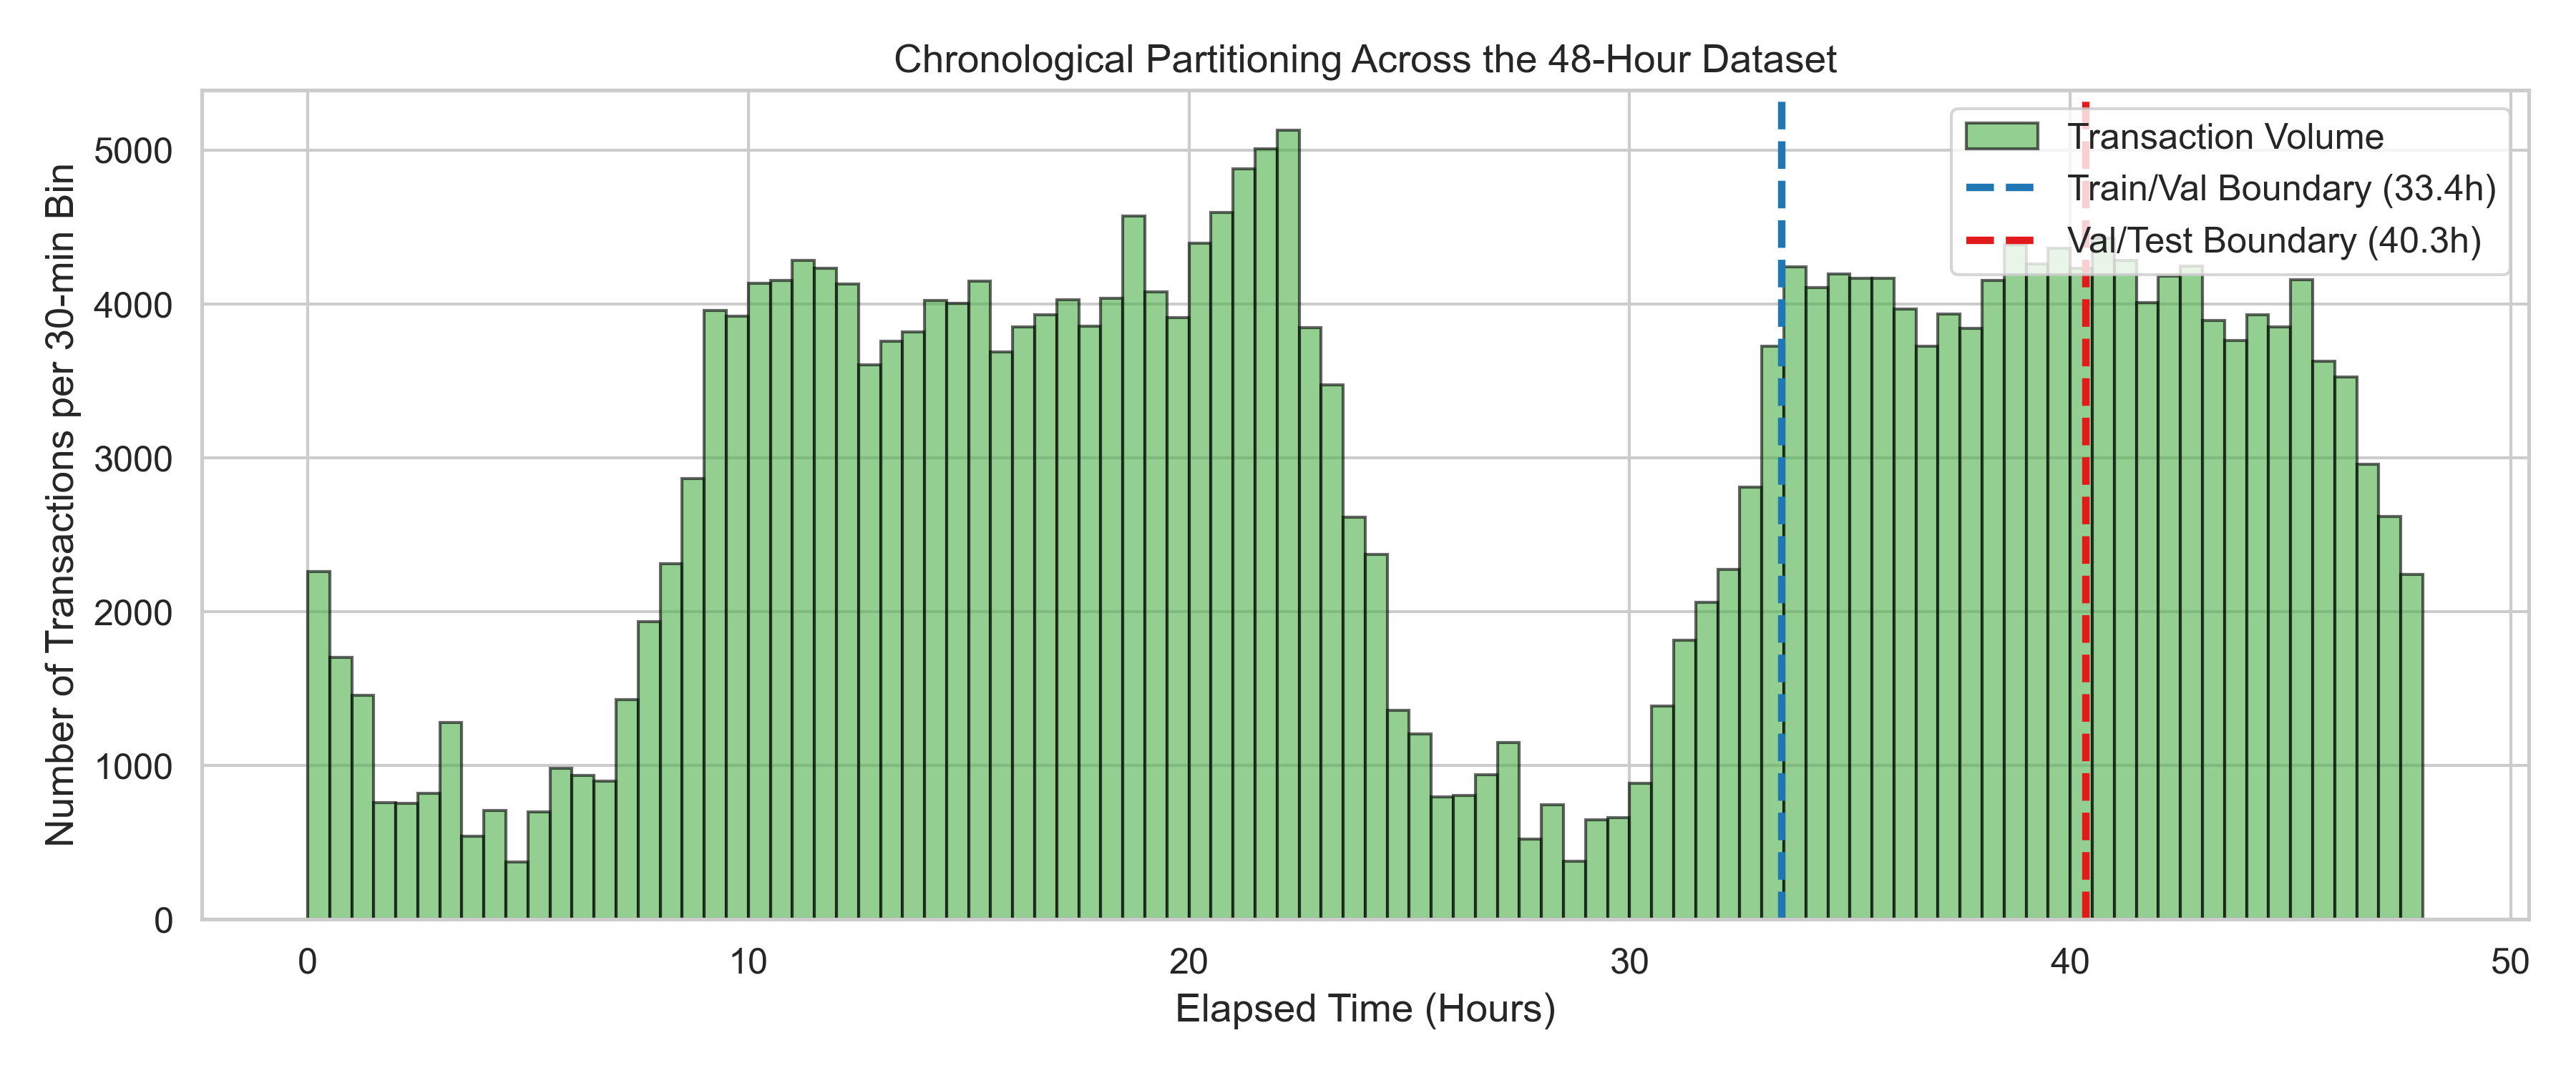 Chronological Partitioning Across the 48-Hour Dataset
Number of Transactions per 30-min Bin
5000
4000
3000
2000
1000
0
Transaction Volume
Train/Val Boundary (33.4h)
Val/Test Boundary (40.3h)
0 10 20 30 40 50
Elapsed Time (Hours)